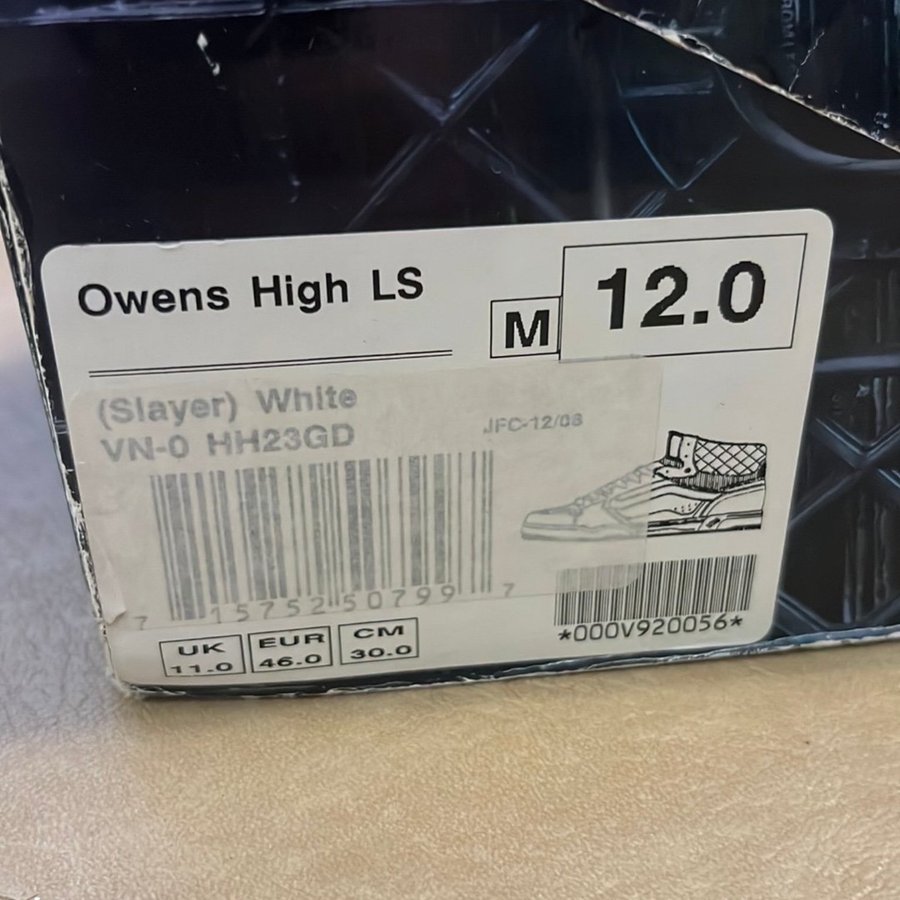 Owens High LS
M
12.0
(Slayer) White
VN-0 HH23GD
JFC-12/08
7 15752 50799 7
*000V920056*
UK
11.0
EUR
46.0
CM
30.0